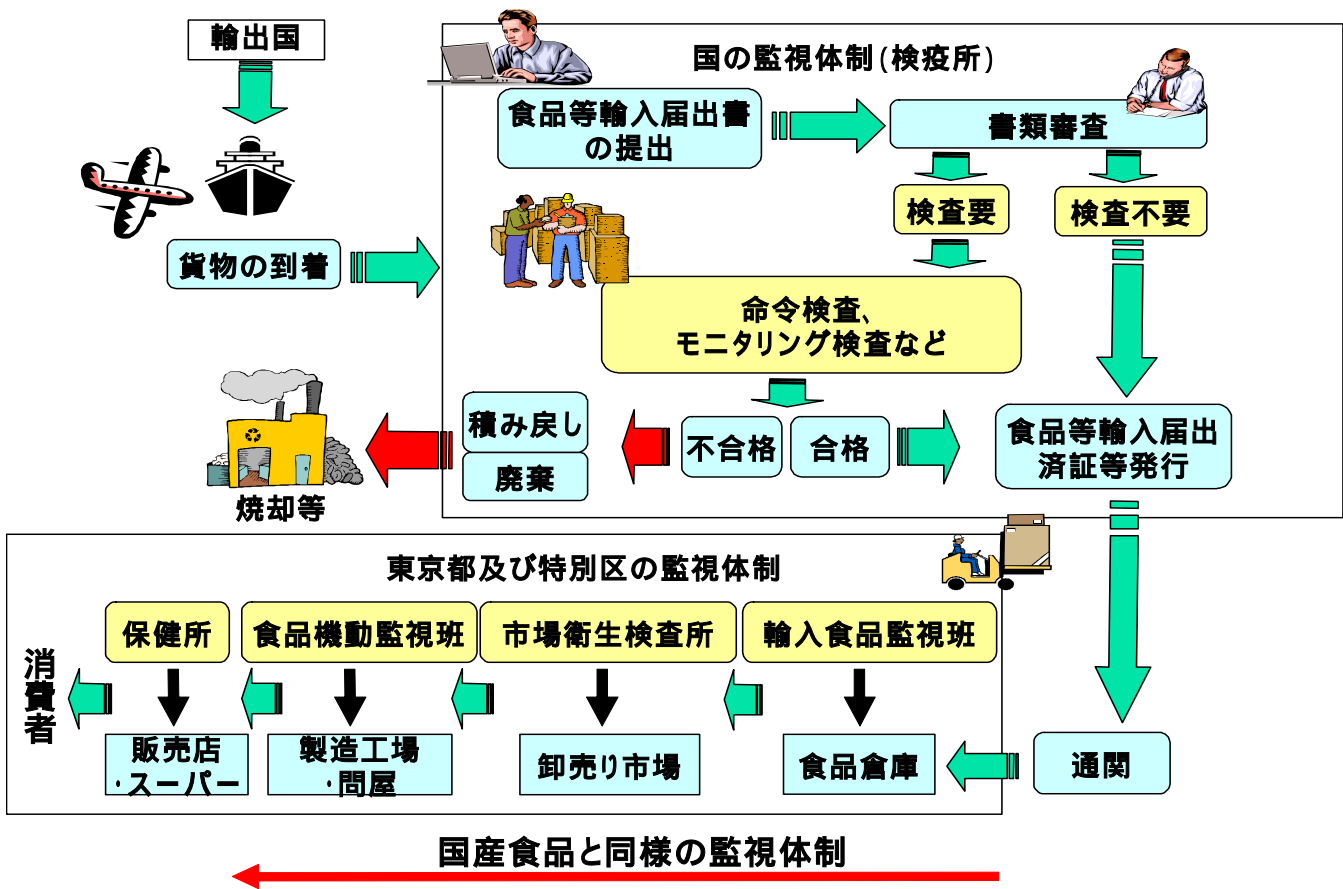 輸出国
国の監視体制(検疫所)
食品等輸入届出書
の提出
書類審査
検査要
検査不要
貨物の到着
命令検査、
モニタリング検査など
積み戻し
廃棄
不合格
合格
食品等輸入届出
済証等発行
焼却等
東京都及び特別区の監視体制
保健所
食品機動監視班
市場衛生検査所
輸入食品監視班
消費者
販売店
・スーパー
製造工場
・問屋
卸売り市場
食品倉庫
通関
国産食品と同様の監視体制